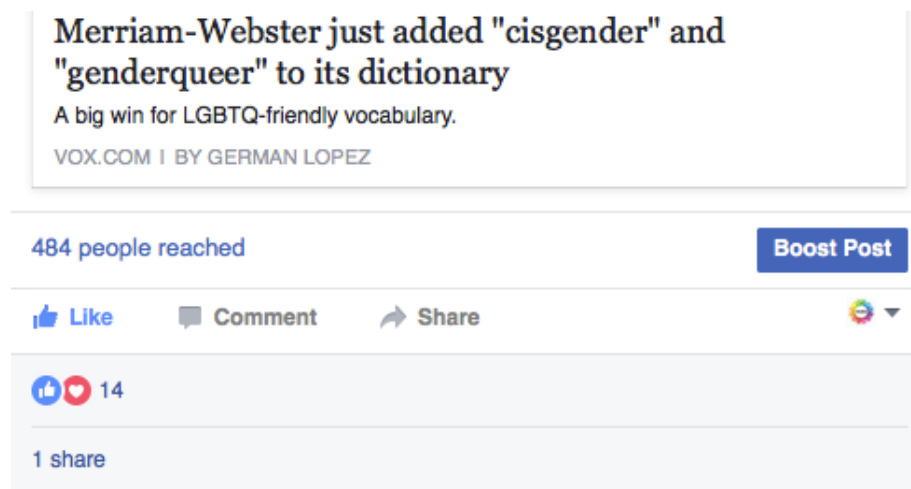 Merriam-Webster just added "cisgender" and
"genderqueer" to its dictionary
A big win for LGBTQ-friendly vocabulary.
VOX.COM | BY GERMAN LOPEZ
484 people reached
Boost Post
Like
Comment
Share
14
1 share